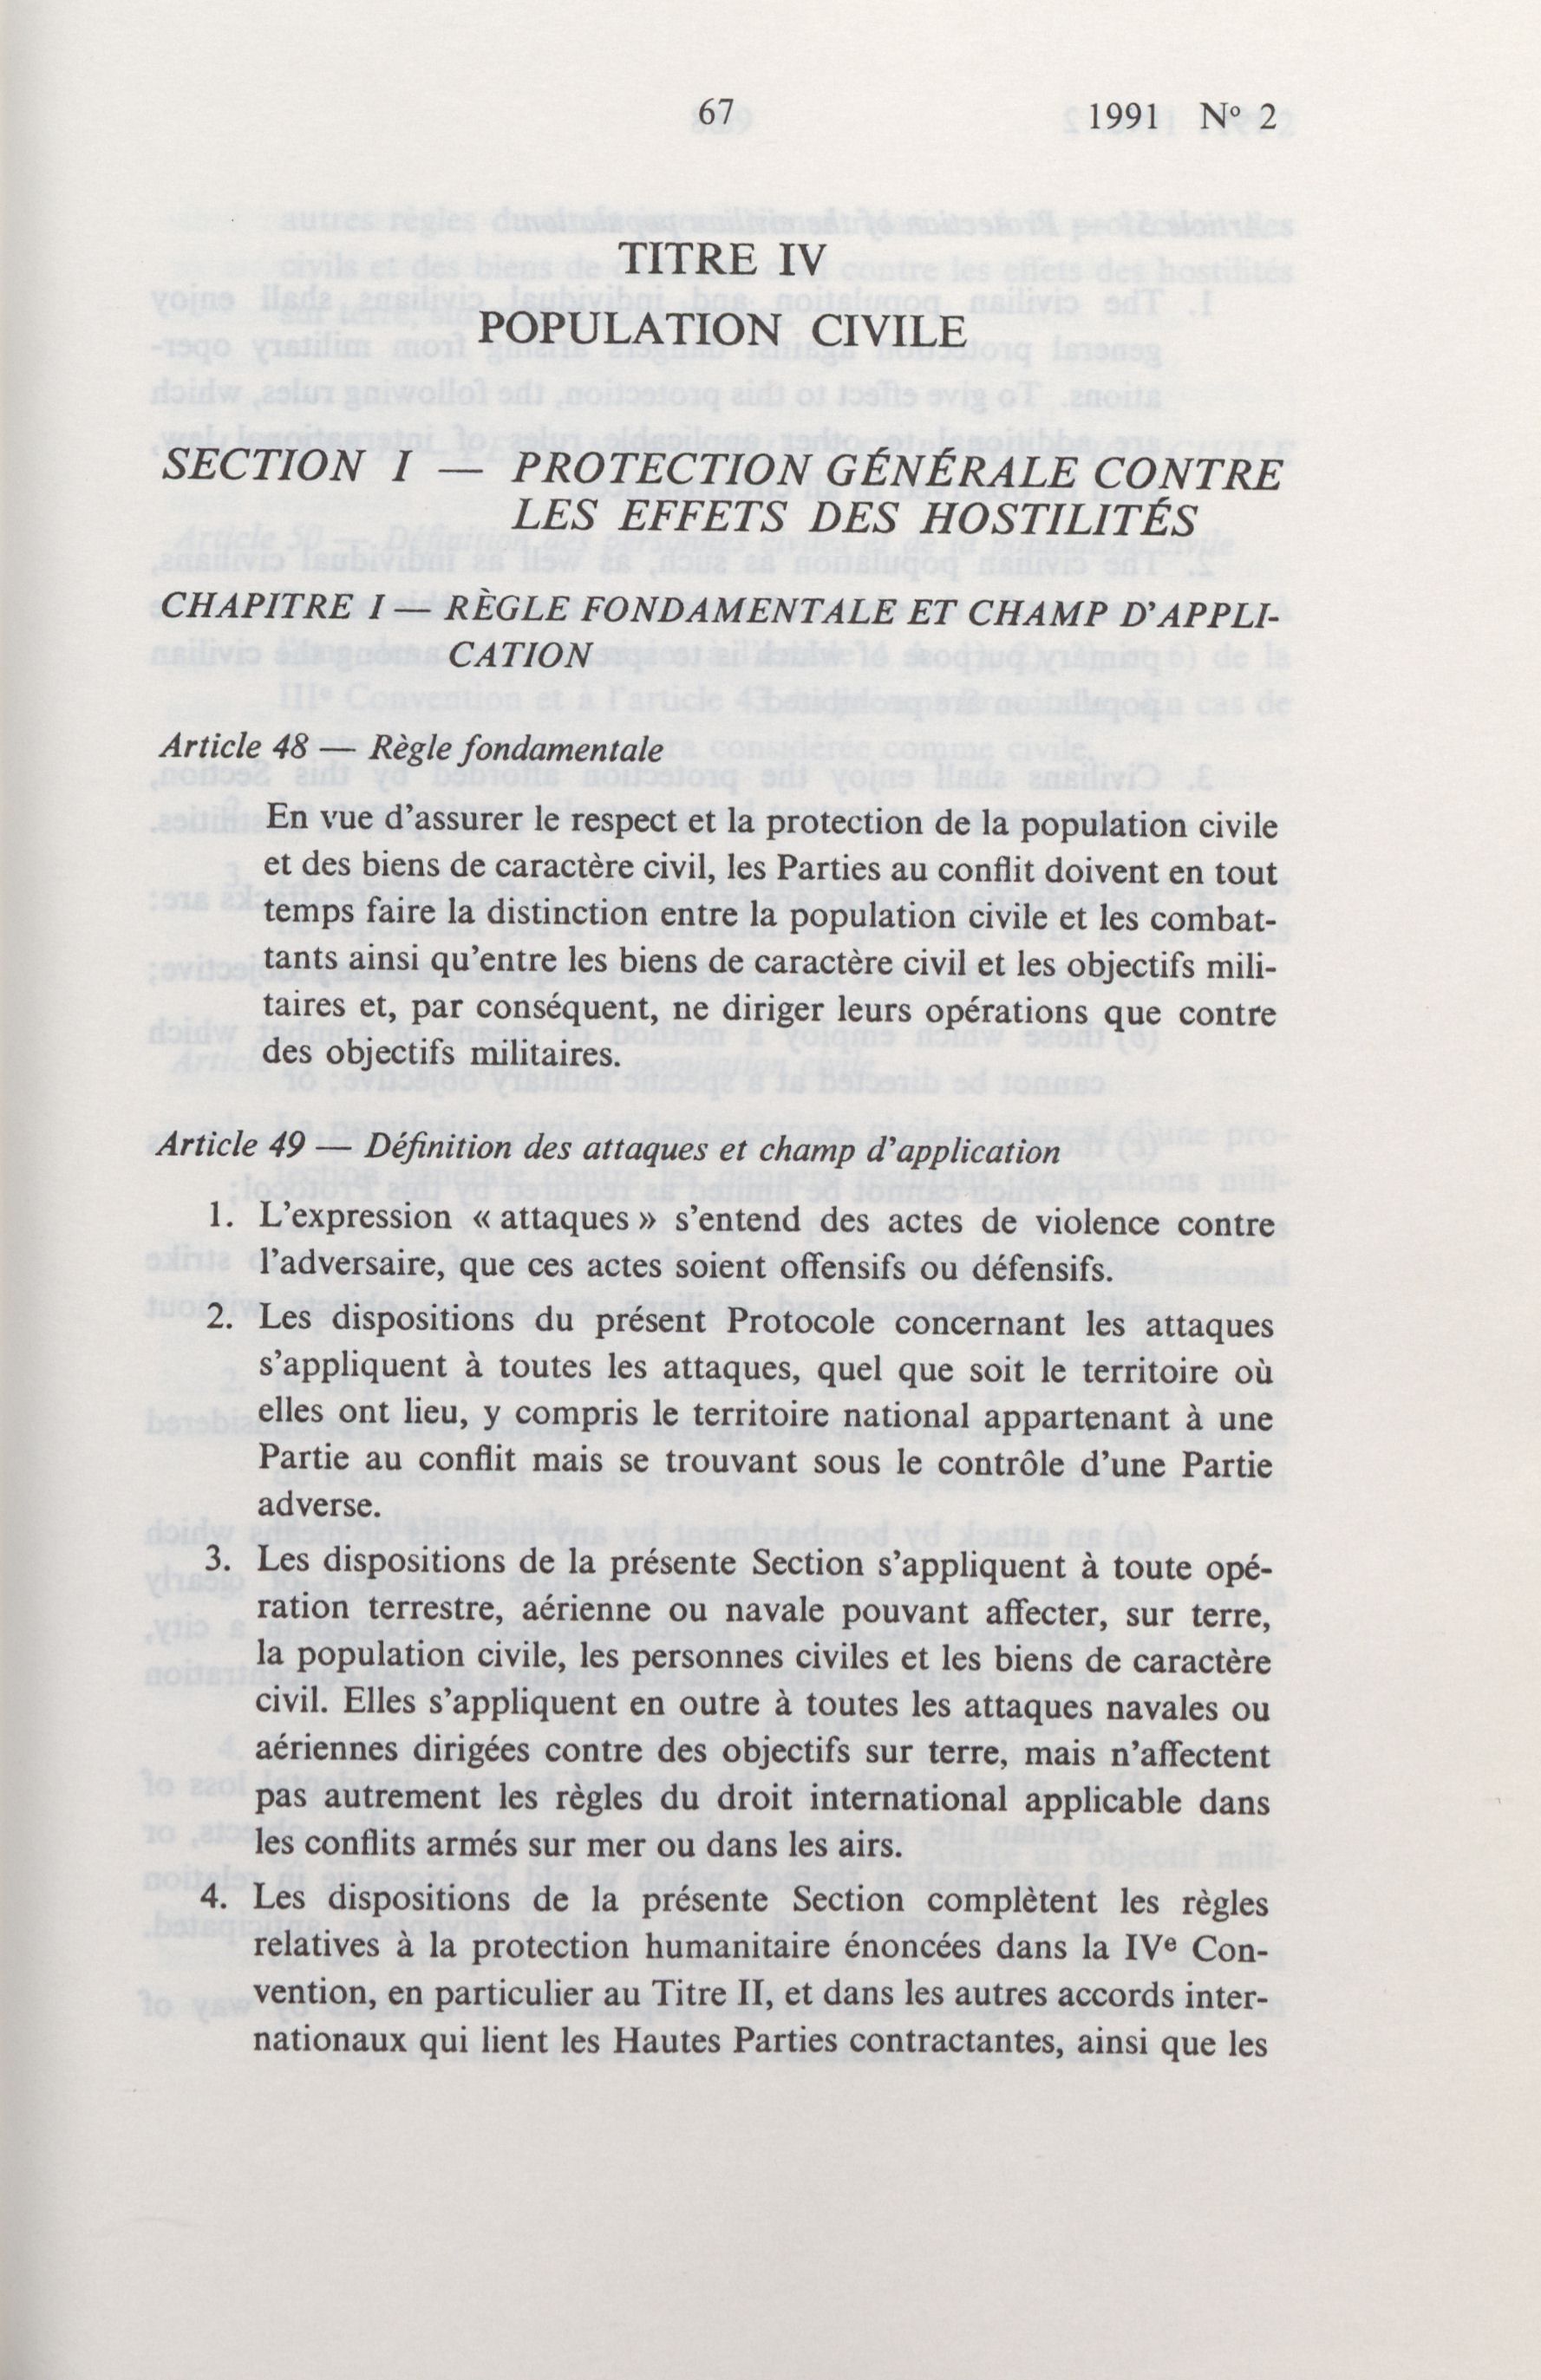 67
1991 Nº 2
TITRE IV
POPULATION CIVILE
SECTION I — PROTECTION GÉNÉRALE CONTRE
LES EFFETS DES HOSTILITÉS
CHAPITRE I — RÈGLE FONDAMENTALE ET CHAMP D'APPLI-
CATION
Article 48 — Règle fondamentale
En vue d'assurer le respect et la protection de la population civile
et des biens de caractère civil, les Parties au conflit doivent en tout
temps faire la distinction entre la population civile et les combat-
tants ainsi qu'entre les biens de caractère civil et les objectifs mili-
taires et, par conséquent, ne diriger leurs opérations que contre
des objectifs militaires.
Article 49 — Définition des attaques et champ d'application
1. L'expression « attaques » s'entend des actes de violence contre
l'adversaire, que ces actes soient offensifs ou défensifs.
2. Les dispositions du présent Protocole concernant les attaques
s'appliquent à toutes les attaques, quel que soit le territoire où
elles ont lieu, y compris le territoire national appartenant à une
Partie au conflit mais se trouvant sous le contrôle d'une Partie
adverse.
3. Les dispositions de la présente Section s'appliquent à toute opé-
ration terrestre, aérienne ou navale pouvant affecter, sur terre,
la population civile, les personnes civiles et les biens de caractère
civil. Elles s'appliquent en outre à toutes les attaques navales ou
aériennes dirigées contre des objectifs sur terre, mais n'affectent
pas autrement les règles du droit international applicable dans
les conflits armés sur mer ou dans les airs.
4. Les dispositions de la présente Section complètent les règles
relatives à la protection humanitaire énoncées dans la IVe Con-
vention, en particulier au Titre II, et dans les autres accords inter-
nationaux qui lient les Hautes Parties contractantes, ainsi que les